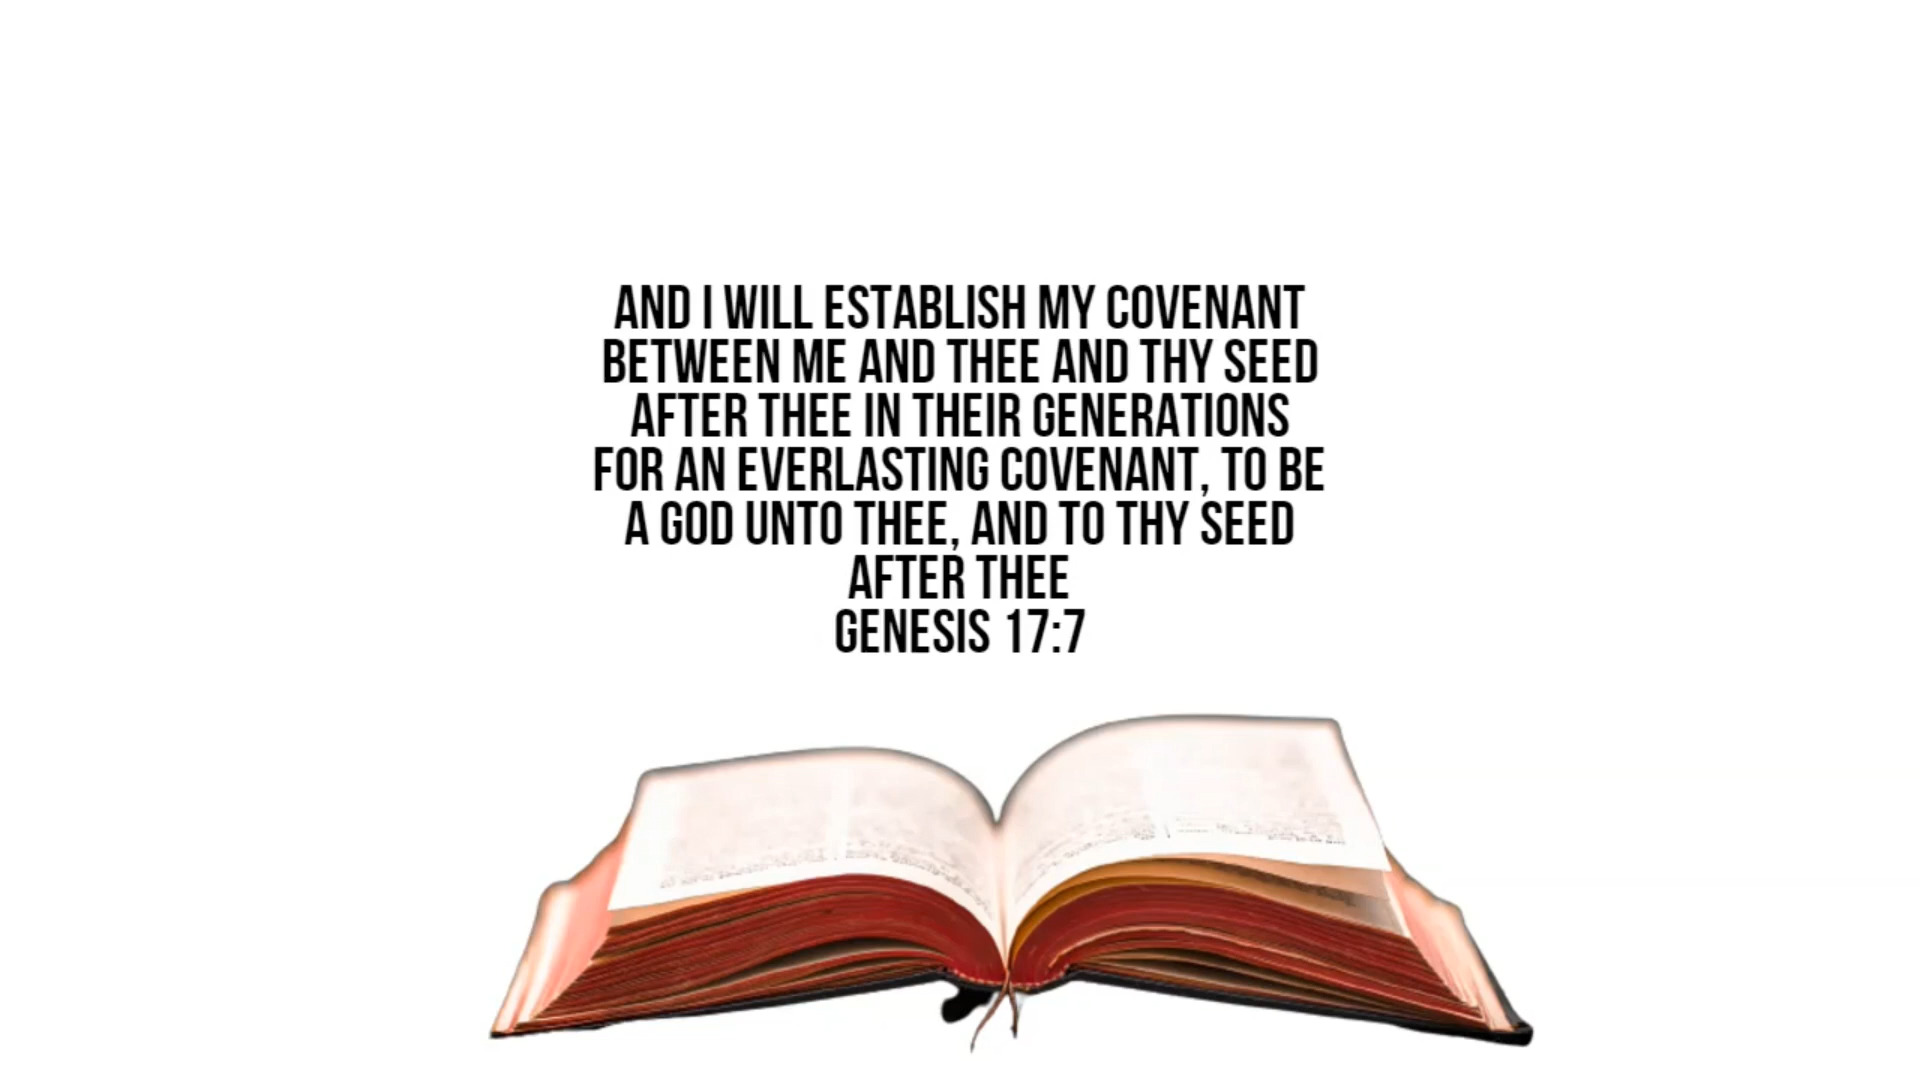 AND I WILL ESTABLISH MY COVENANT
BETWEEN ME AND THEE AND THY SEED
AFTER THEE IN THEIR GENERATIONS
FOR AN EVERLASTING COVENANT, TO BE
A GOD UNTO THEE, AND TO THY SEED
AFTER THEE
GENESIS 17:7